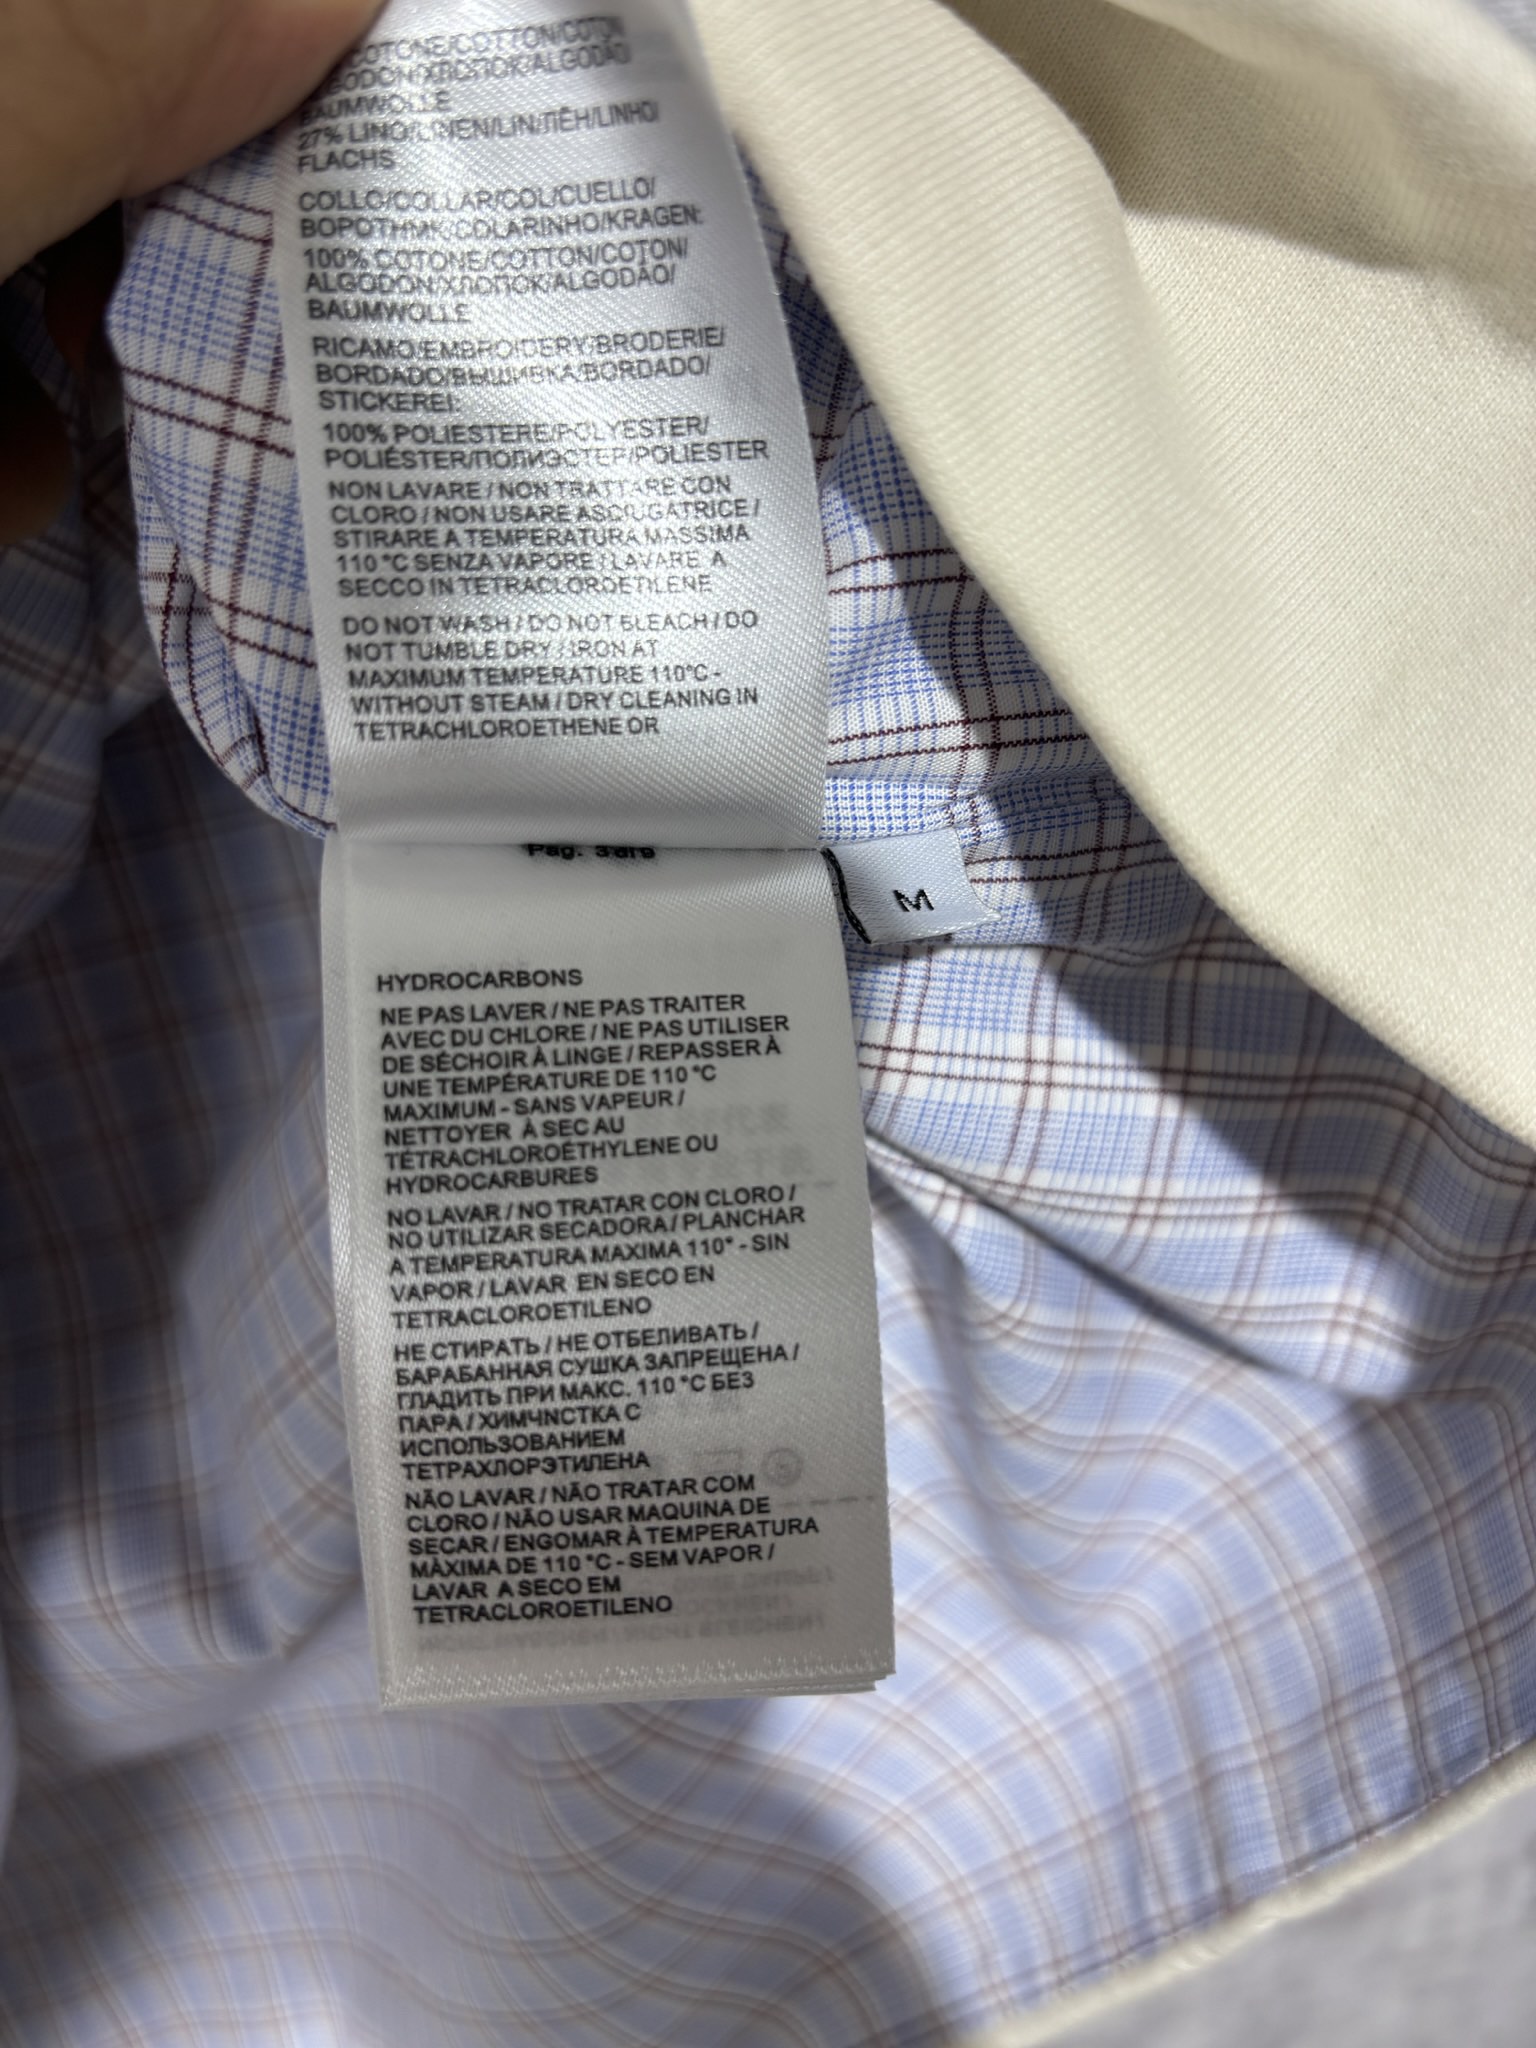 COTONE/COTTON/COTON
ALGODON/ХЛОПОК/ALGODÃO
BAUMWOLLE
27% LINO/LINEN/LIN/ЛЁН/LINHO/
FLACHS
COLLO/COLLAR/COL/CUELLO/
ВОРОТНИК/COLARINHO/KRAGEN:
100% COTONE/COTTON/COTON/
ALGODON/ХЛОПОК/ALGODÃO/
BAUMWOLLE
RICAMO/EMBROIDERY/BRODERIE/
BORDADO/ВЫШИВКА/BORDADO/
STICKEREI:
100% POLIESTERE/POLYESTER/
POLIÉSTER/ПОЛИЭСТЕР/POLIESTER
NON LAVARE / NON TRATTARE CON
CLORO / NON USARE ASCIUGATRICE /
STIRARE A TEMPERATURA MASSIMA
110 °C SENZA VAPORE / LAVARE A
SECCO IN TETRACLOROETILENE
DO NOT WASH / DO NOT BLEACH / DO
NOT TUMBLE DRY / IRON AT
MAXIMUM TEMPERATURE 110°C -
WITHOUT STEAM / DRY CLEANING IN
TETRACHLOROETHENE OR
Pag. 3
M
HYDROCARBONS
NE PAS LAVER / NE PAS TRAITER
AVEC DU CHLORE / NE PAS UTILISER
DE SÉCHOIR À LINGE / REPASSER À
UNE TEMPÉRATURE DE 110 °C
MAXIMUM - SANS VAPEUR /
NETTOYER À SEC AU
TÉTRACHLOROÉTHYLENE OU
HYDROCARBURES
NO LAVAR / NO TRATAR CON CLORO /
NO UTILIZAR SECADORA / PLANCHAR
A TEMPERATURA MAXIMA 110° - SIN
VAPOR / LAVAR EN SECO EN
TETRACLOROETILENO
НЕ СТИРАТЬ / НЕ ОТБЕЛИВАТЬ /
БАРАБАННАЯ СУШКА ЗАПРЕЩЕНА /
ГЛАДИТЬ ПРИ МАКС. 110 °C БЕЗ
ПАРА / ХИМЧNСТКА С
ИСПОЛЬЗОВАНИЕМ
ТЕТРАХЛОРЭТИЛЕНА
NÃO LAVAR / NÃO TRATAR COM
CLORO / NÃO USAR MAQUINA DE
SECAR / ENGOMAR À TEMPERATURA
MÀXIMA DE 110 °C - SEM VAPOR /
LAVAR A SECO EM
TETRACLOROETILENO